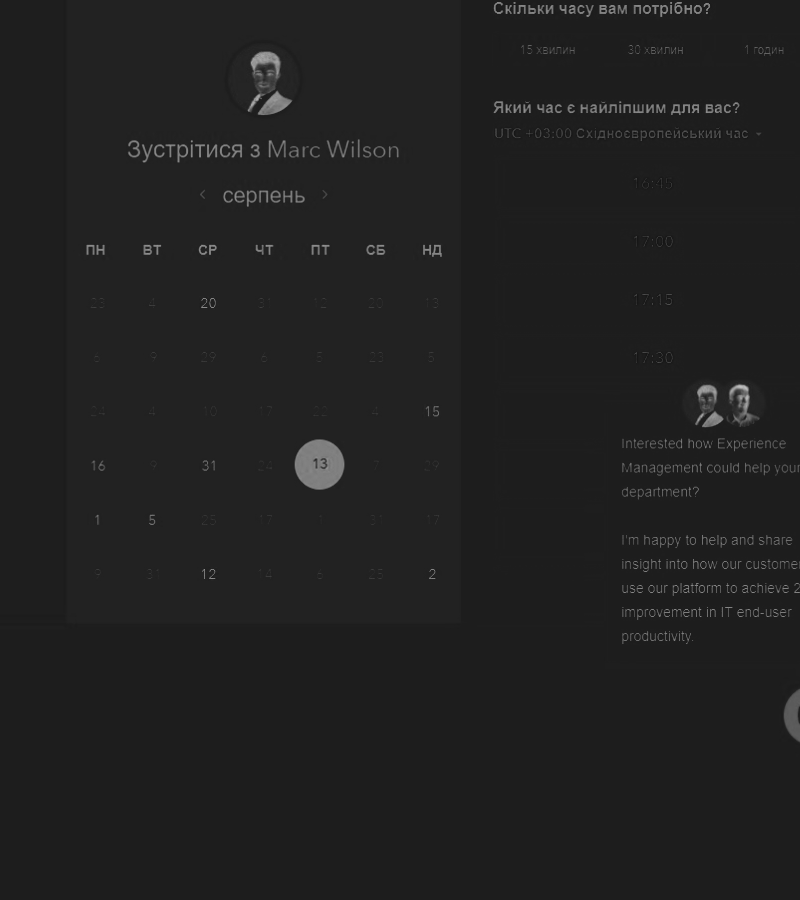 Скільки часу вам потрібно?
15 хвилин 30 хвилин 1 годин
Який час є найліпшим для вас?
UTC +03:00 Східноєвропейський час
Зустрітися з Marc Wilson
серпень
ПН ВТ СР ЧТ ПТ СБ НД
23 4 20 31 12 20 13
6 9 29 6 5 23 5
24 4 10 17 22 4 15
16 9 31 24 13 7 29
1 5 25 17 31 17
9 31 12 14 6 25 2
16:45
17:00
17:15
17:30
Interested how Experience
Management could help your
department?
I'm happy to help and share
insight into how our customer
use our platform to achieve 2
improvement in IT end-user
productivity.